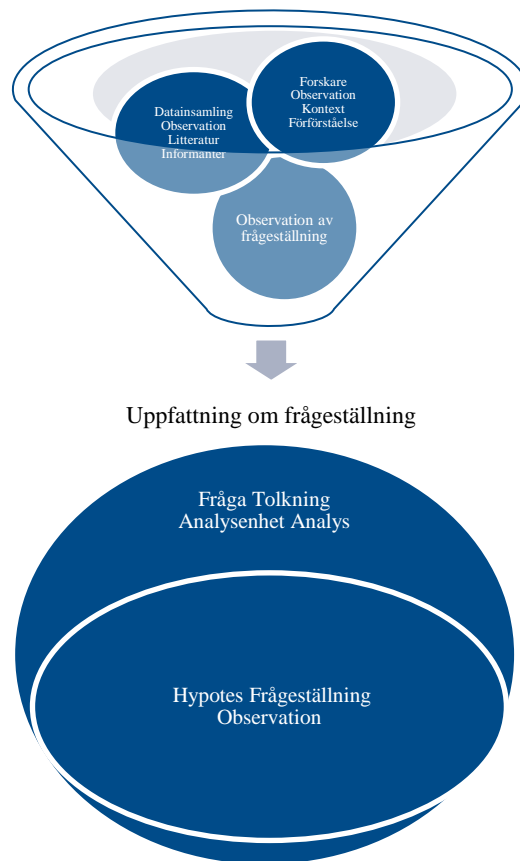 Datainsamling
Observation
Litteratur
Informanter
Forskare
Observation
Kontext
Förförståelse
Observation av
frågeställning
Uppfattning om frågeställning
Fråga Tolkning
Analysenhet Analys
Hypotes Frågeställning
Observation